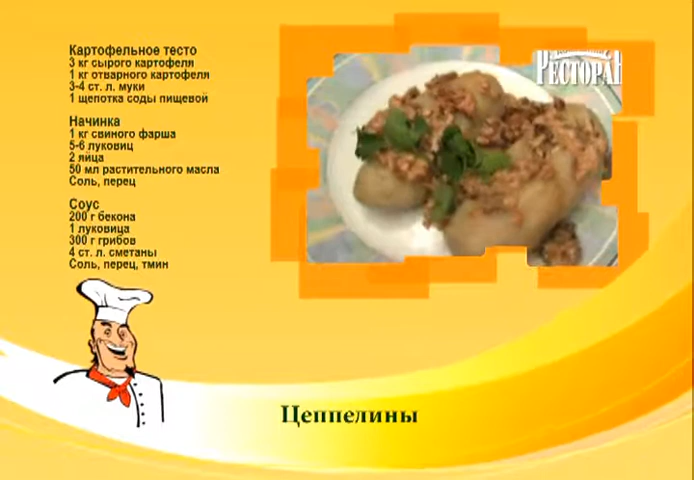 Картофельное тесто
3 кг сырого картофеля
1 кг отварного картофеля
3-4 ст. л. муки
1 щепотка соды пищевой
Начинка
1 кг свиного фарша
5-6 луковиц
2 яйца
50 мл растительного масла
Соль, перец
Соус
200 г бекона
1 луковица
300 г грибов
4 ст. л. сметаны
Соль, перец, тмин
РЕСТОРАН
Цеппелины